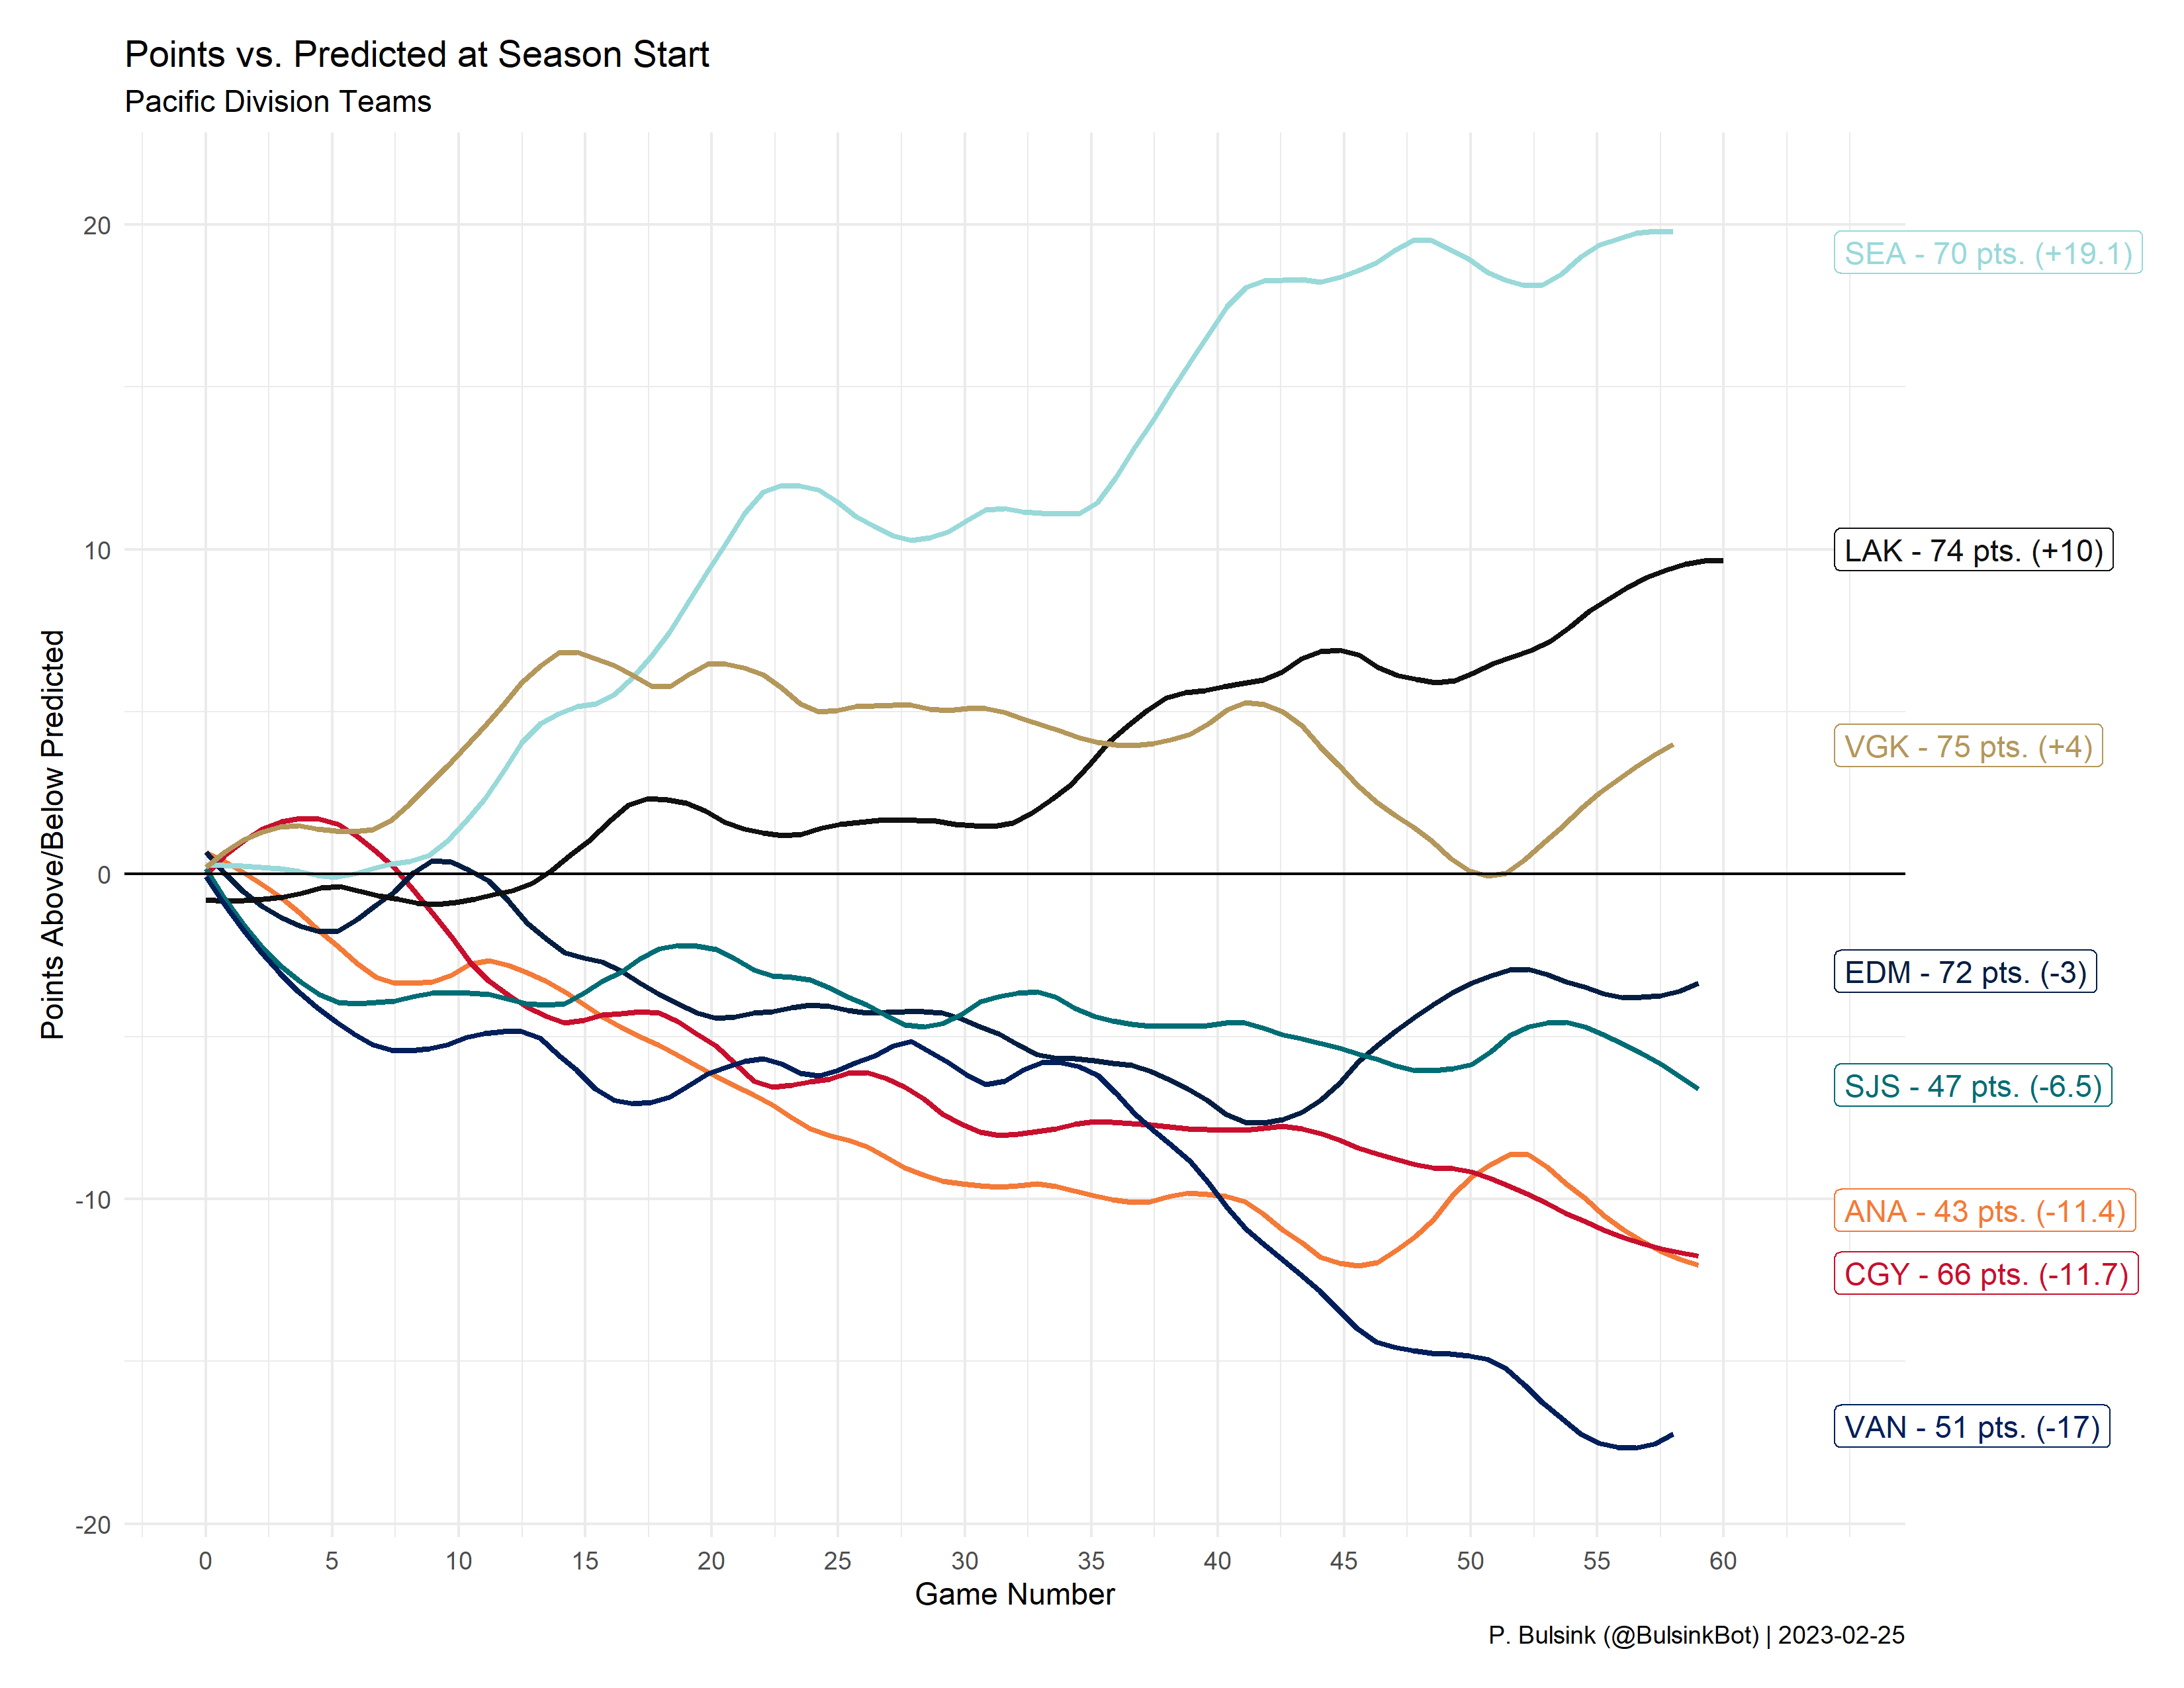 Points vs. Predicted at Season Start
Pacific Division Teams
Points Above/Below Predicted
20
10
0
-10
-20
SEA - 70 pts. (+19.1)
LAK - 74 pts. (+10)
VGK - 75 pts. (+4)
EDM - 72 pts. (-3)
SJS - 47 pts. (-6.5)
ANA - 43 pts. (-11.4)
CGY - 66 pts. (-11.7)
VAN - 51 pts. (-17)
0 5 10 15 20 25 30 35 40 45 50 55 60
Game Number
P. Bulsink (@BulsinkBot) | 2023-02-25